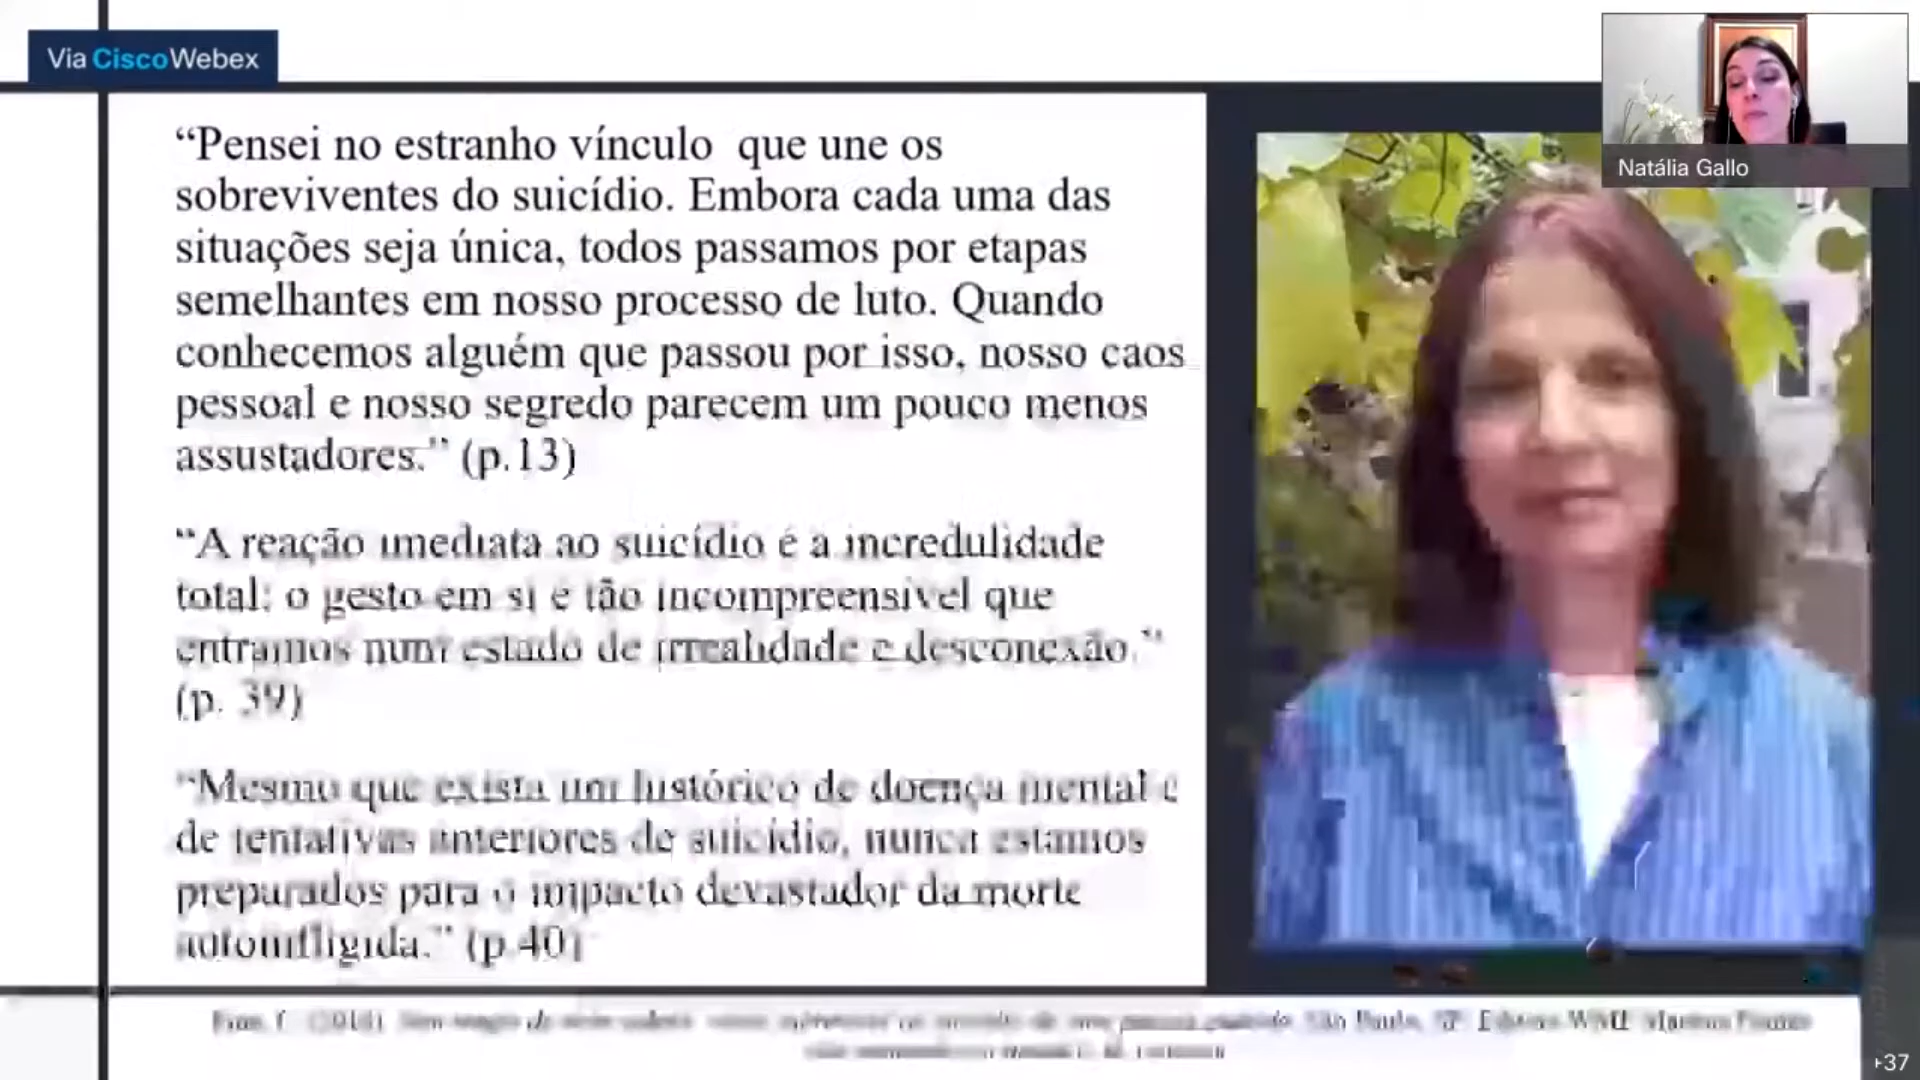 Via CiscoWebex
Natália Gallo
“Pensei no estranho vínculo que une os
sobreviventes do suicídio. Embora cada uma das
situações seja única, todos passamos por etapas
semelhantes em nosso processo de luto. Quando
conhecemos alguém que passou por isso, nosso caos
pessoal e nosso segredo parecem um pouco menos
assustadores.” (p.13)
“A reação imediata ao suicídio é a incredulidade
total: o gesto em si é tão incompreensível que
entramos num estado de irrealidade e desconexão.”
(p. 39)
“Mesmo que exista um histórico de doença mental e
de tentativas anteriores de suicídio, nunca estamos
preparados para o impacto devastador da morte
autoinfligida.” (p.40)
São Paulo, SP: Editora WMF Martins Fontes
+37